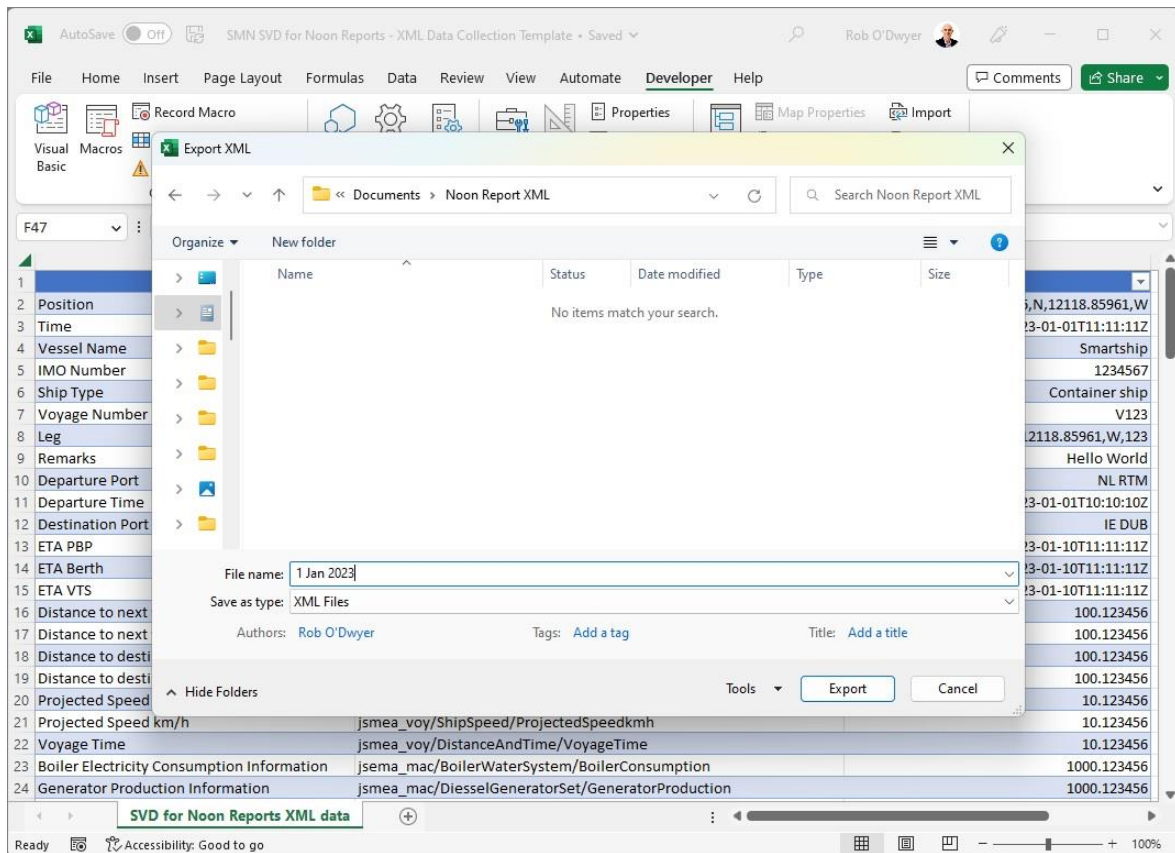 AutoSave Off SMN SVD for Noon Reports - XML Data Collection Template • Saved Rob O'Dwyer
File Home Insert Page Layout Formulas Data Review View Automate Developer Help Comments Share
Record Macro Properties Map Properties Import
Visual Basic Macros
Export XML
« Documents › Noon Report XML Search Noon Report XML
F47
Organize New folder ?
Name Status Date modified Type Size
No items match your search.
1
2 Position ,N,12118.85961,W
3 Time 23-01-01T11:11:11Z
4 Vessel Name Smartship
5 IMO Number 1234567
6 Ship Type Container ship
7 Voyage Number V123
8 Leg 12118.85961,W,123
9 Remarks Hello World
10 Departure Port NL RTM
11 Departure Time 23-01-01T10:10:10Z
12 Destination Port IE DUB
13 ETA PBP 23-01-10T11:11:11Z
14 ETA Berth 23-01-10T11:11:11Z
15 ETA VTS 23-01-10T11:11:11Z
16 Distance to next 100.123456
17 Distance to next 100.123456
18 Distance to desti 100.123456
19 Distance to desti 100.123456
20 Projected Speed 10.123456
File name: 1 Jan 2023
Save as type: XML Files
Authors: Rob O'Dwyer Tags: Add a tag Title: Add a title
Hide Folders Tools Export Cancel
21 Projected Speed km/h jsmea_voy/ShipSpeed/ProjectedSpeedkmh 10.123456
22 Voyage Time jsmea_voy/DistanceAndTime/VoyageTime 10.123456
23 Boiler Electricity Consumption Information jsema_mac/BoilerWaterSystem/BoilerConsumption 1000.123456
24 Generator Production Information jsmea_mac/DiesselGeneratorSet/GeneratorProduction 1000.123456
SVD for Noon Reports XML data
Ready Accessibility: Good to go 100%